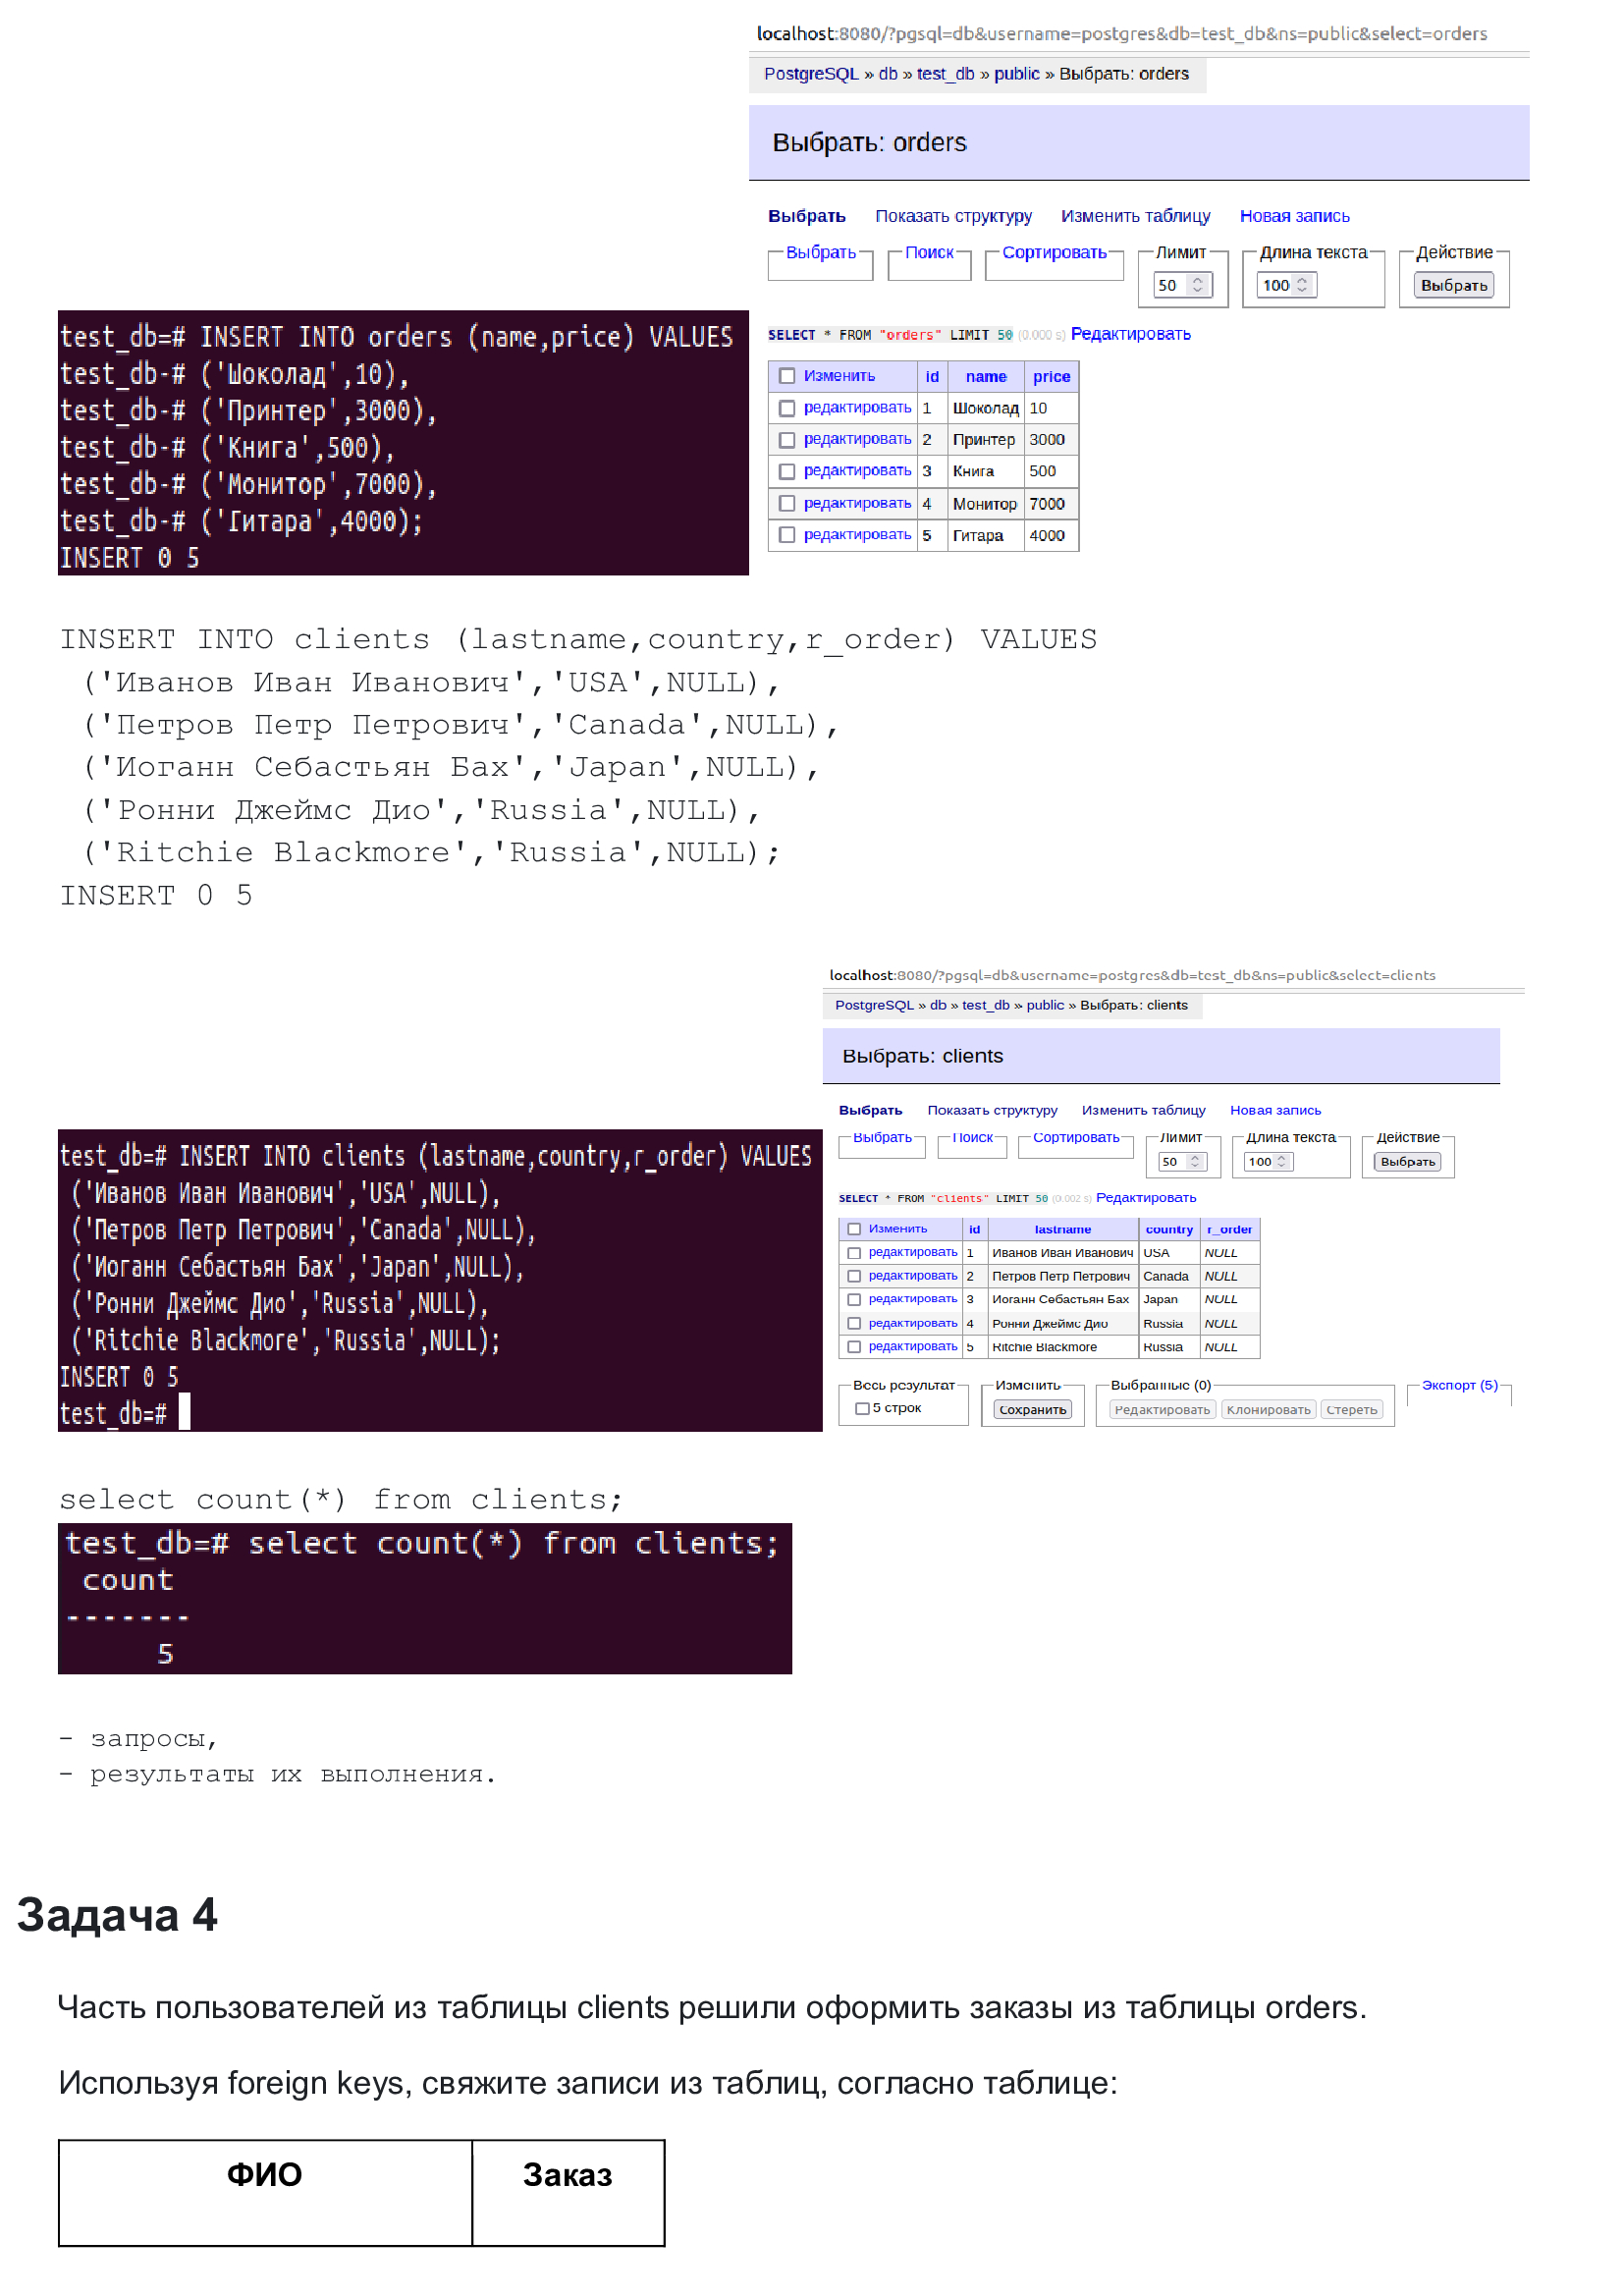 localhost:8080/?pgsql=db&username=postgres&db=test_db&ns=public&select=orders
PostgreSQL » db » test_db » public » Выбрать: orders
Выбрать: orders
Выбрать Показать структуру Изменить таблицу Новая запись
Выбрать Поиск Сортировать Лимит Длина текста Действие
50 100 Выбрать
SELECT * FROM "orders" LIMIT 50 (0.000 s) Редактировать
Изменить id name price
редактировать 1 Шоколад 10
редактировать 2 Принтер 3000
редактировать 3 Книга 500
редактировать 4 Монитор 7000
редактировать 5 Гитара 4000
test_db=# INSERT INTO orders (name,price) VALUES
test_db-# ('Шоколад',10),
test_db-# ('Принтер',3000),
test_db-# ('Книга',500),
test_db-# ('Монитор',7000),
test_db-# ('Гитара',4000);
INSERT 0 5
INSERT INTO clients (lastname,country,r_order) VALUES
('Иванов Иван Иванович','USA',NULL),
('Петров Петр Петрович','Canada',NULL),
('Иоганн Себастьян Бах','Japan',NULL),
('Ронни Джеймс Дио','Russia',NULL),
('Ritchie Blackmore','Russia',NULL);
INSERT 0 5
localhost:8080/?pgsql=db&username=postgres&db=test_db&ns=public&select=clients
PostgreSQL » db » test_db » public » Выбрать: clients
Выбрать: clients
Выбрать Показать структуру Изменить таблицу Новая запись
Выбрать Поиск Сортировать Лимит Длина текста Действие
50 100 Выбрать
SELECT * FROM "clients" LIMIT 50 (0.002 s) Редактировать
Изменить id lastname country r_order
редактировать 1 Иванов Иван Иванович USA NULL
редактировать 2 Петров Петр Петрович Canada NULL
редактировать 3 Иоганн Себастьян Бах Japan NULL
редактировать 4 Ронни Джеймс Дио Russia NULL
редактировать 5 Ritchie Blackmore Russia NULL
Весь результат Изменить Выбранные (0) Экспорт (5)
5 строк Сохранить Редактировать Клонировать Стереть
test_db=# INSERT INTO clients (lastname,country,r_order) VALUES
('Иванов Иван Иванович','USA',NULL),
('Петров Петр Петрович','Canada',NULL),
('Иоганн Себастьян Бах','Japan',NULL),
('Ронни Джеймс Дио','Russia',NULL),
('Ritchie Blackmore','Russia',NULL);
INSERT 0 5
test_db=#
select count(*) from clients;
test_db=# select count(*) from clients;
count
-------
5
- запросы,
- результаты их выполнения.
Задача 4
Часть пользователей из таблицы clients решили оформить заказы из таблицы orders.
Используя foreign keys, свяжите записи из таблиц, согласно таблице:
ФИО Заказ